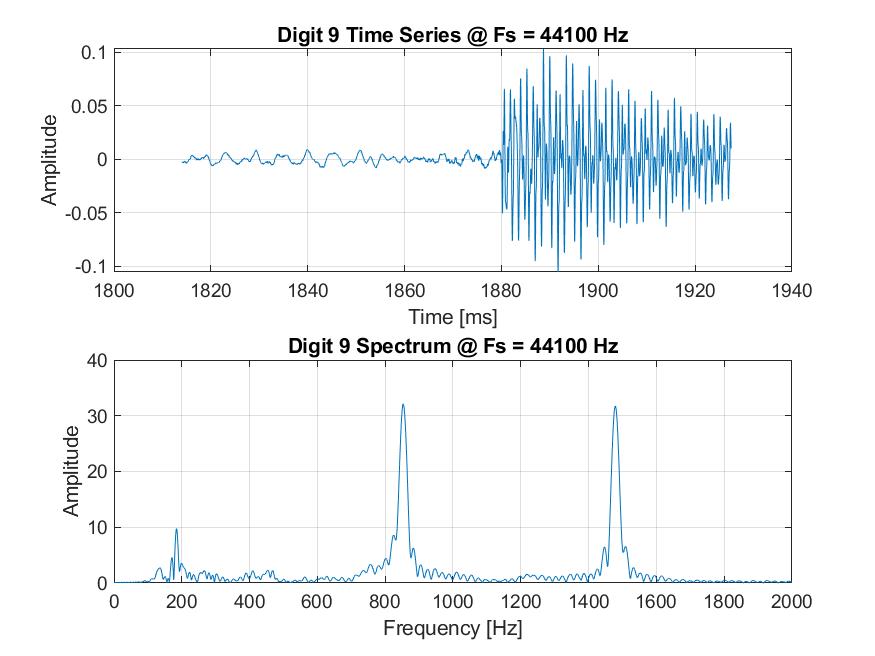 Digit 9 Time Series @ Fs = 44100 Hz
0.1
0.05
0
-0.05
-0.1
Amplitude
1800 1820 1840 1860 1880 1900 1920 1940
Time [ms]
Digit 9 Spectrum @ Fs = 44100 Hz
40
30
20
10
0
Amplitude
0 200 400 600 800 1000 1200 1400 1600 1800 2000
Frequency [Hz]